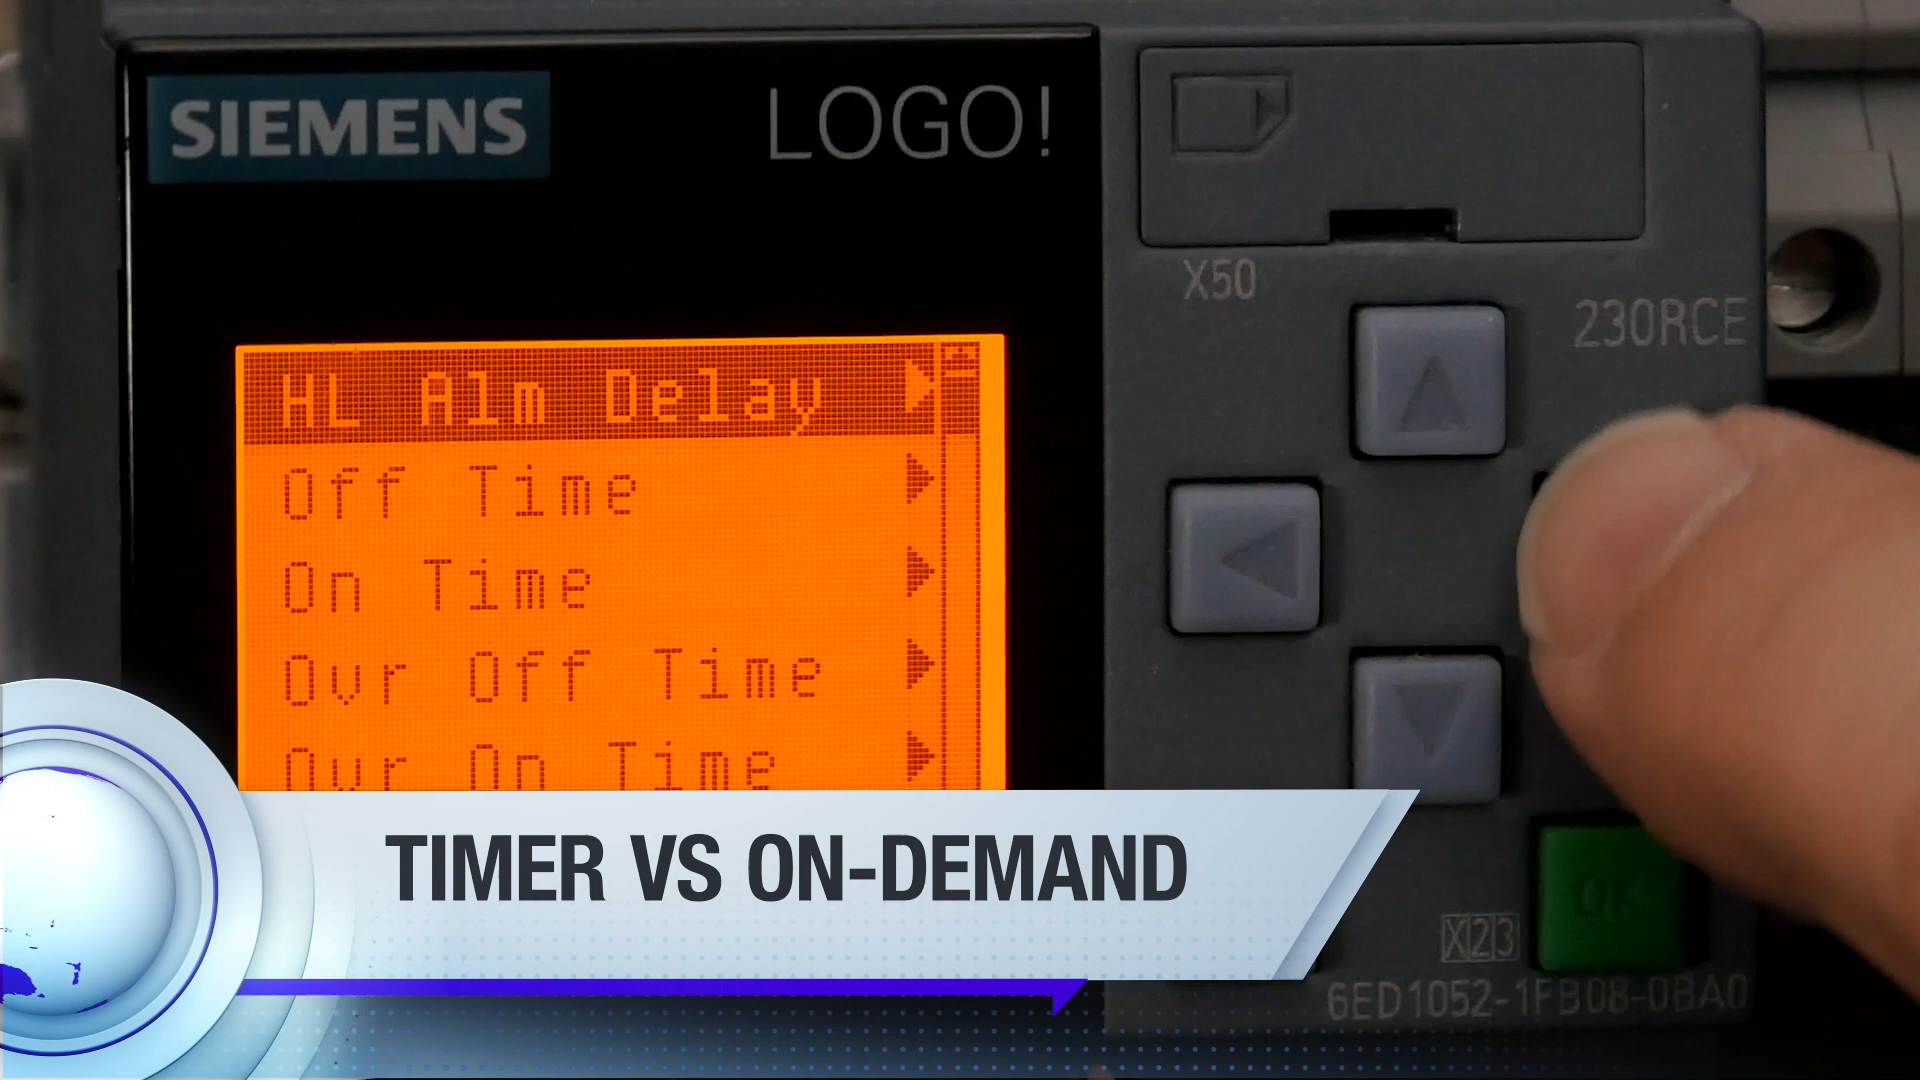 SIEMENS
LOGO!
X50
230RCE
HL Alm Delay
Off Time
On Time
Ovr Off Time
Ovr On Time
TIMER VS ON-DEMAND
OK
X23
6ED1052-1FB08-0BA0